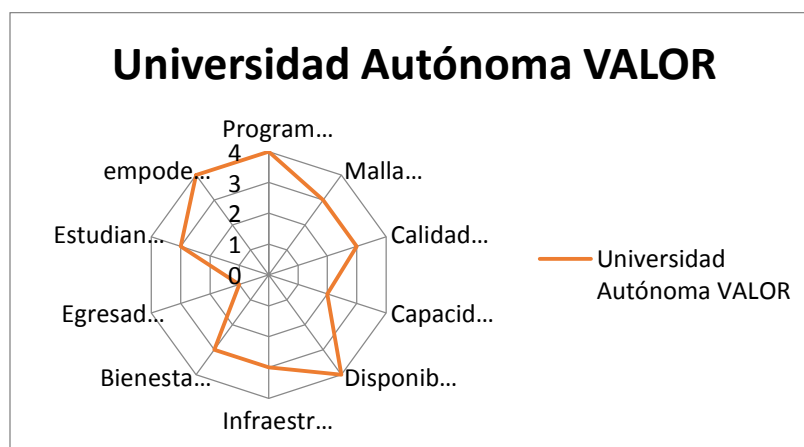 Universidad Autónoma VALOR
Program...
Malla...
Calidad...
Capacid...
Disponib...
Infraestr...
Bienesta...
Egresad...
Estudian...
empode...
4
3
2
1
0
Universidad
Autónoma VALOR